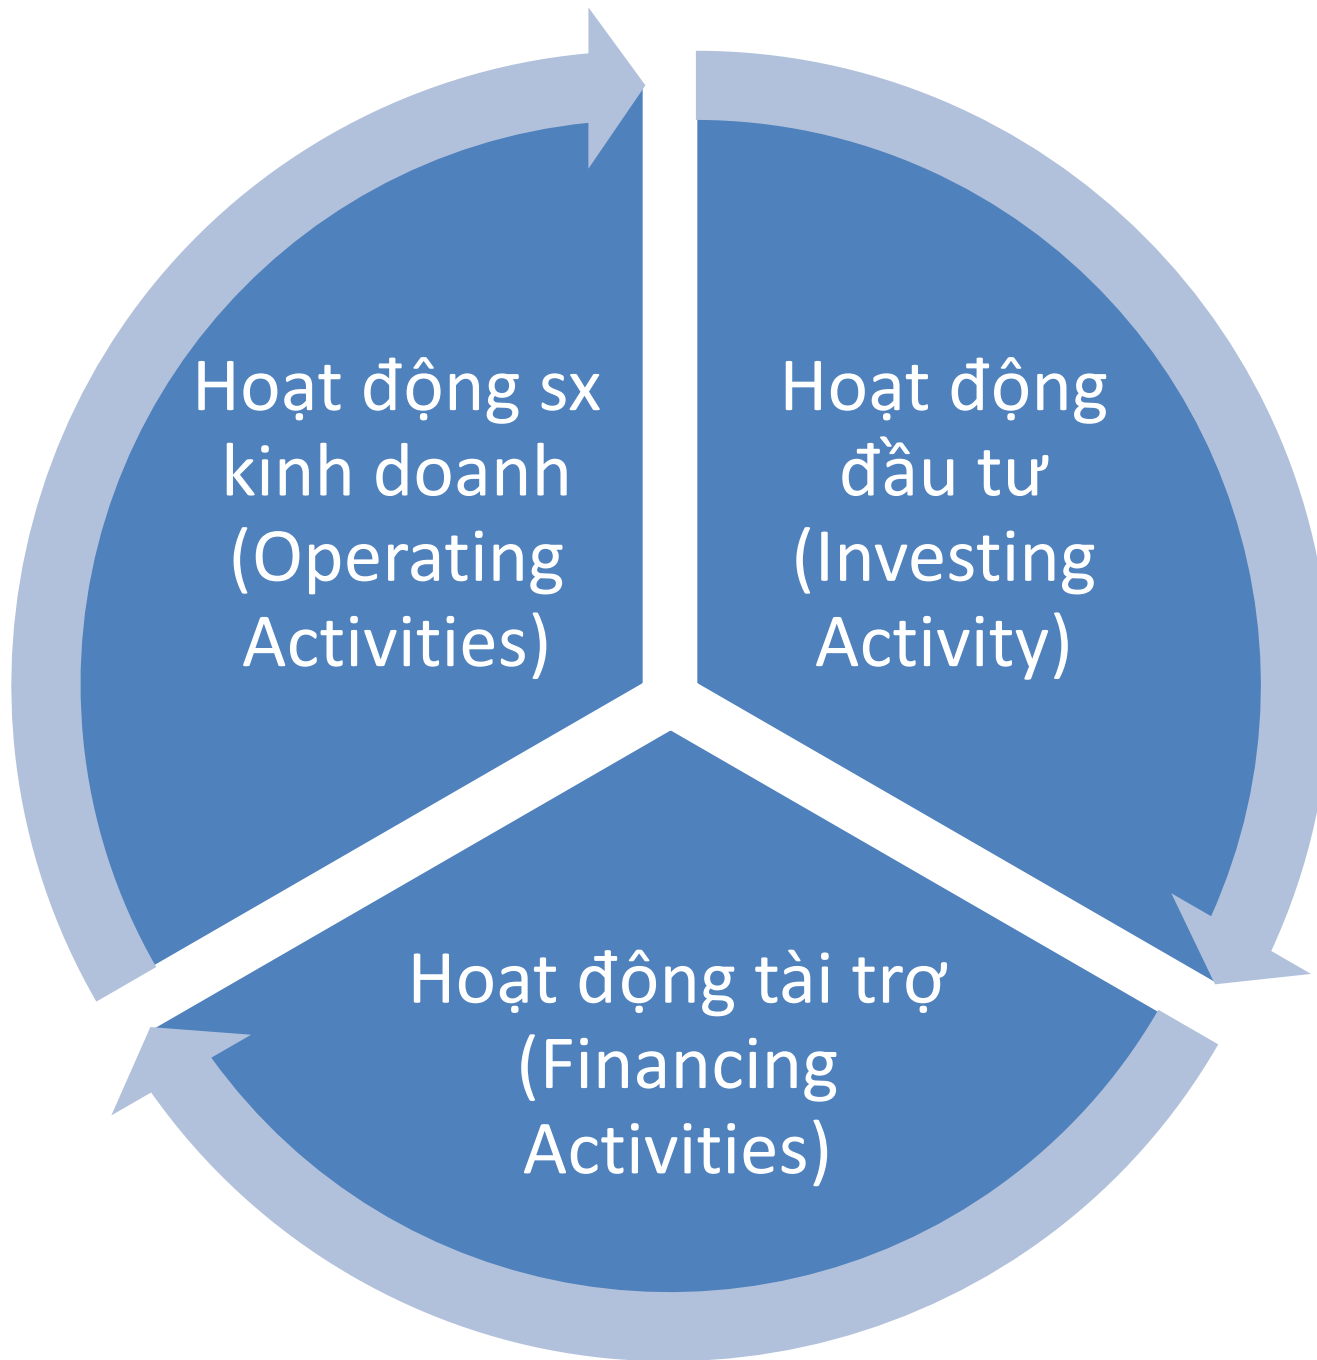 Hoạt động sx
kinh doanh
(Operating
Activities)
Hoạt động
đầu tư
(Investing
Activity)
Hoạt động tài trợ
(Financing
Activities)